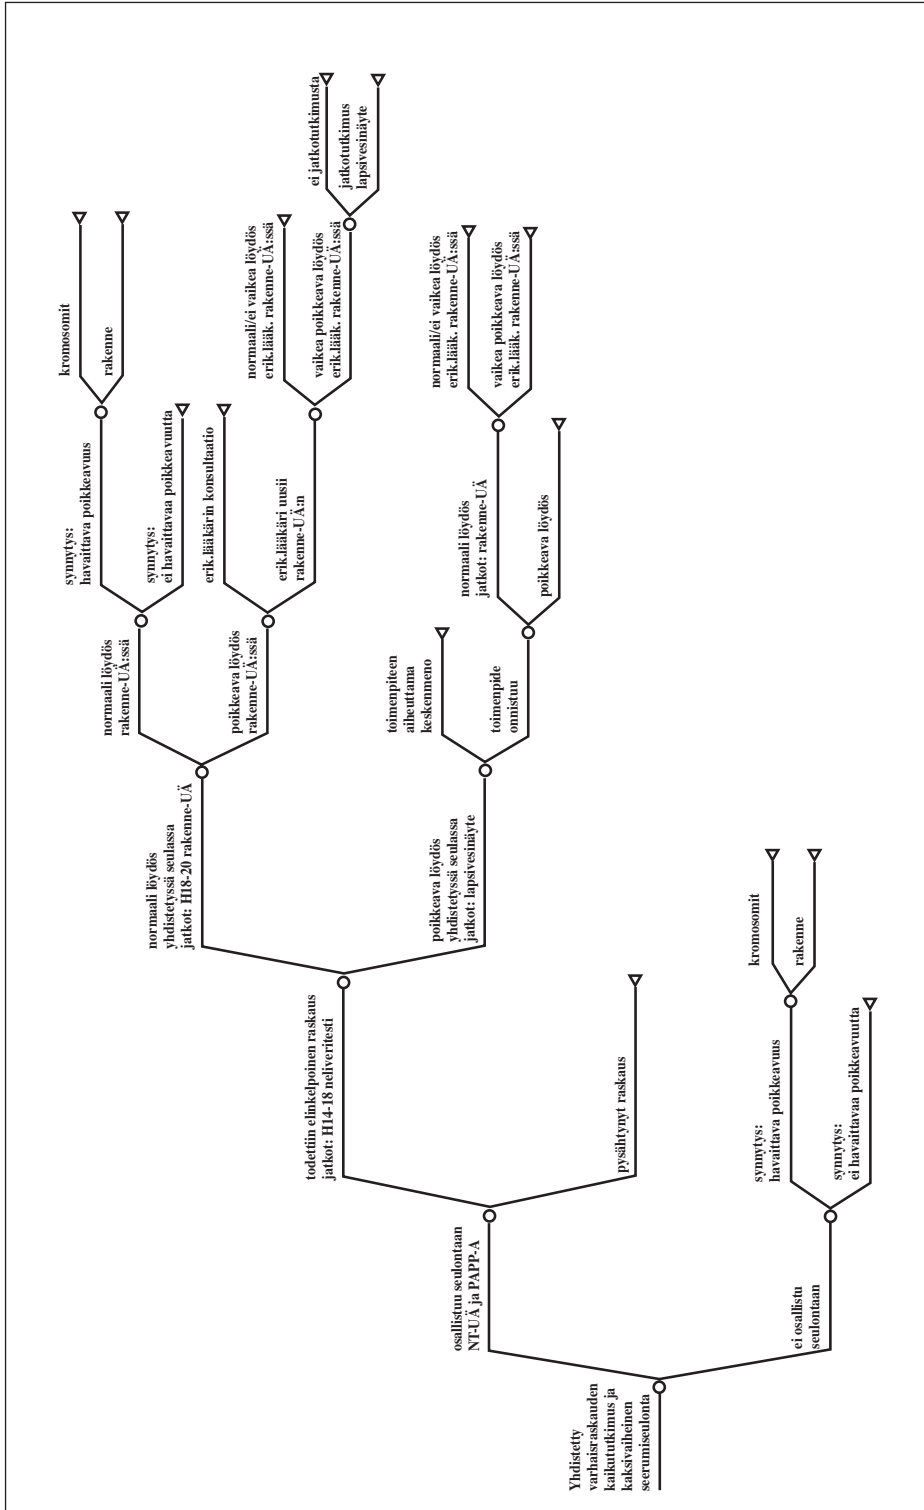 Yhdistetty
varhaisraskauden
kaikututkimus ja
kaksivaiheinen
seerumiseulonta
osallistuu seulontaan
NT-UÄ ja PAPP-A
ei osallistu
seulontaan
todettiin elinkelpoinen raskaus
jatkot: H14-18 neliveritesti
pysähtynyt raskaus
synnytys:
havaittava poikkeavuus
synnytys:
ei havaittavaa poikkeavuutta
kromosomit
rakenne
normaali löydös
yhdistetyssä seulassa
jatkot: H18-20 rakenne-UÄ
poikkeava löydös
yhdistetyssä seulassa
jatkot: lapsivesinäyte
normaali löydös
rakenne-UÄ:ssä
poikkeava löydös
rakenne-UÄ:ssä
toimenpiteen
aiheuttama
keskenmeno
toimenpide
onnistuu
synnytys:
havaittava poikkeavuus
synnytys:
ei havaittavaa poikkeavuutta
erik.lääkärin konsultaatio
erik.lääkäri uusii
rakenne-UÄ:n
normaali löydös
jatkot: rakenne-UÄ
poikkeava löydös
kromosomit
rakenne
normaali/ei vaikea löydös
erik.lääk. rakenne-UÄ:ssä
vaikea poikkeava löydös
erik.lääk. rakenne-UÄ:ssä
normaali/ei vaikea löydös
erik.lääk. rakenne-UÄ:ssä
vaikea poikkeava löydös
erik.lääk. rakenne-UÄ:ssä
ei jatkotutkimusta
jatkotutkimus
lapsivesinäyte